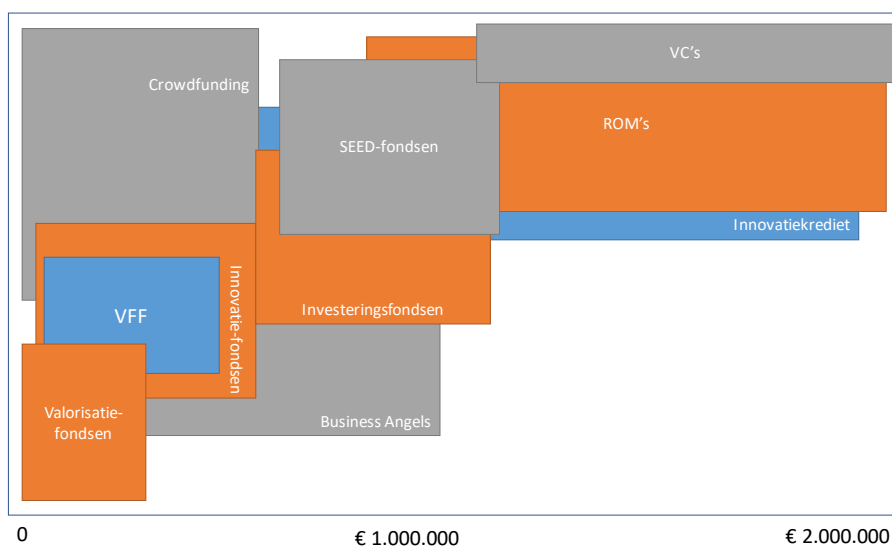 VC's
Crowdfunding
ROM's
SEED-fondsen
Innovatiekrediet
Innovatie-fondsen
Investeringsfondsen
VFF
Valorisatie-
fondsen
Business Angels
0
€ 1.000.000
€ 2.000.000